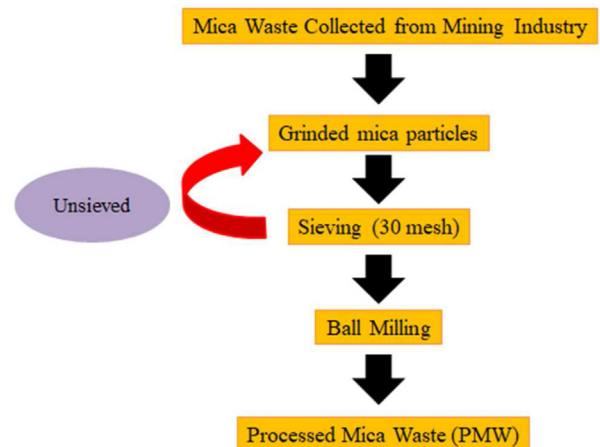 Mica Waste Collected from Mining Industry
Grinded mica particles
Unsieved
Sieving (30 mesh)
Ball Milling
Processed Mica Waste (PMW)